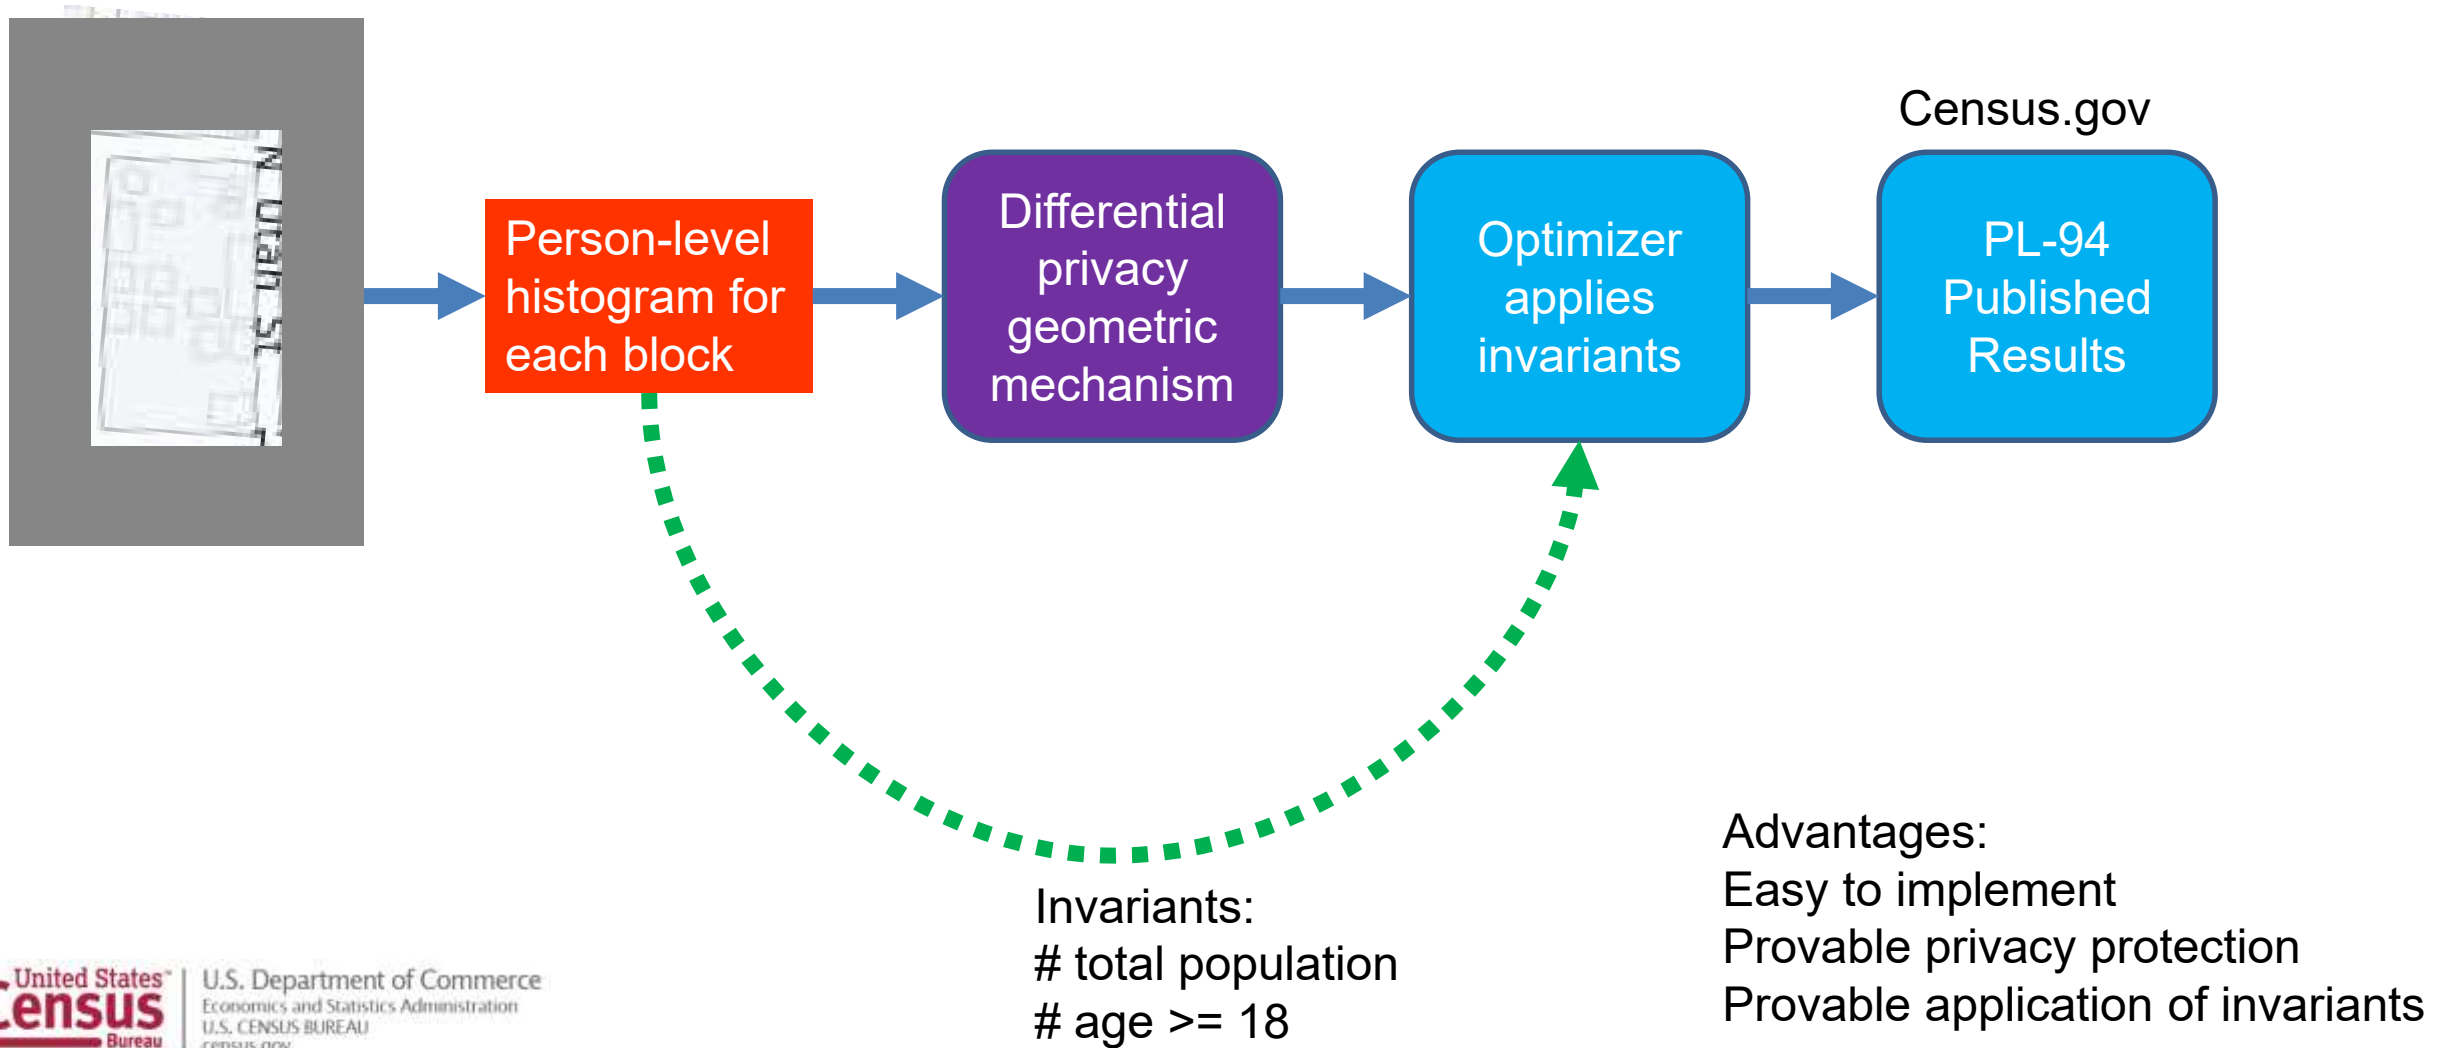 N Utah St
Person-level
histogram for
each block
Differential
privacy
geometric
mechanism
Optimizer
applies
invariants
Census.gov
PL-94
Published
Results
Invariants:
# total population
# age >= 18
Advantages:
Easy to implement
Provable privacy protection
Provable application of invariants
United States
Census
Bureau
U.S. Department of Commerce
Economics and Statistics Administration
U.S. CENSUS BUREAU
census.gov